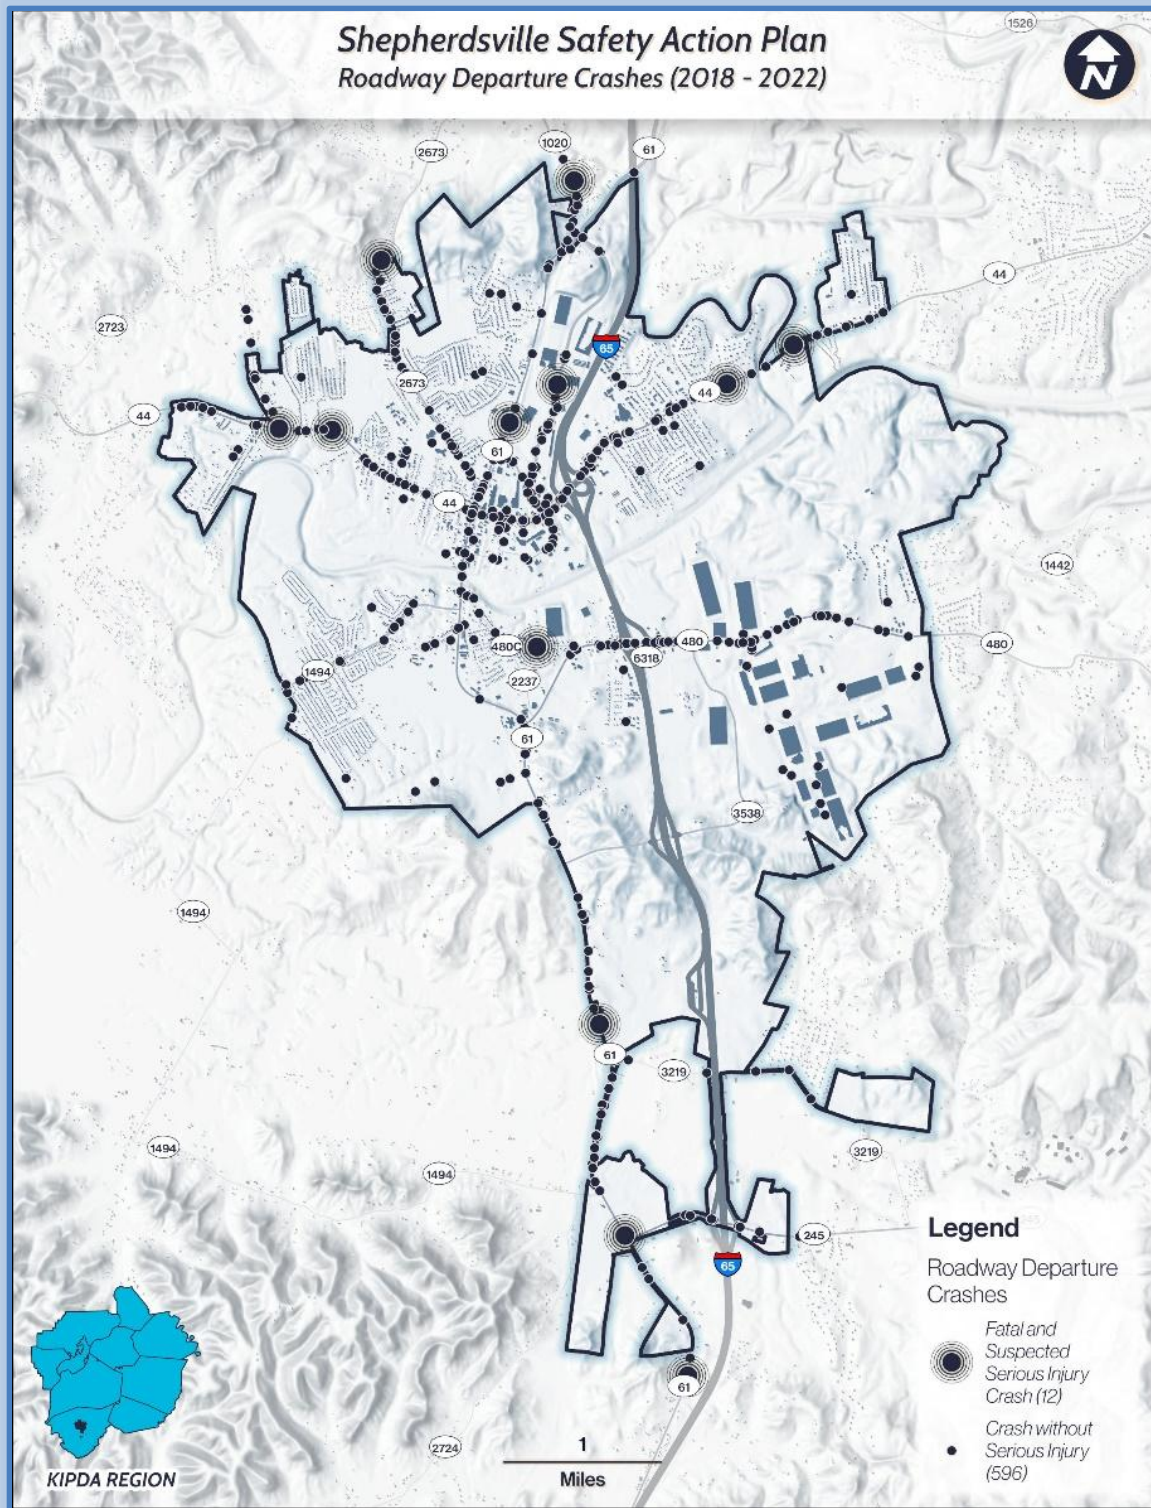 Shepherdsville Safety Action Plan
Roadway Departure Crashes (2018 - 2022)
N
1526
1020
61
2673
44
2723
65
2673
44
44
61
44
1442
480C
480
480
6318
1494
2237
61
3538
1494
61
3219
1494
1494
3219
245
65
61
2724
Legend
Roadway Departure
Crashes
Fatal and
Suspected
Serious Injury
Crash (12)
Crash without
Serious Injury
(596)
1
Miles
KIPDA REGION